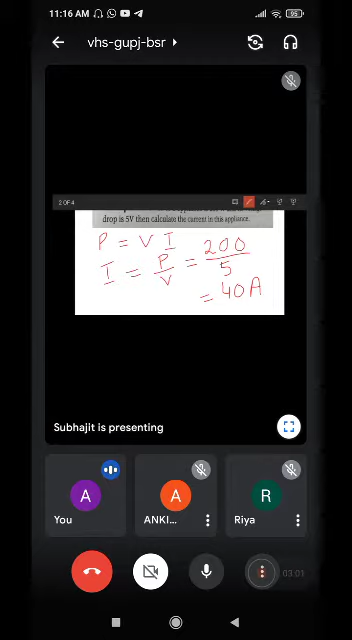 11:16 AM
95
vhs-gupj-bsr
2 OF 4
drop is 5V then calculate the current in this appliance.
P = V I
I = P/V = 200/5
= 40A
Subhajit is presenting
A
A
R
You
ANKI...
Riya
03:01